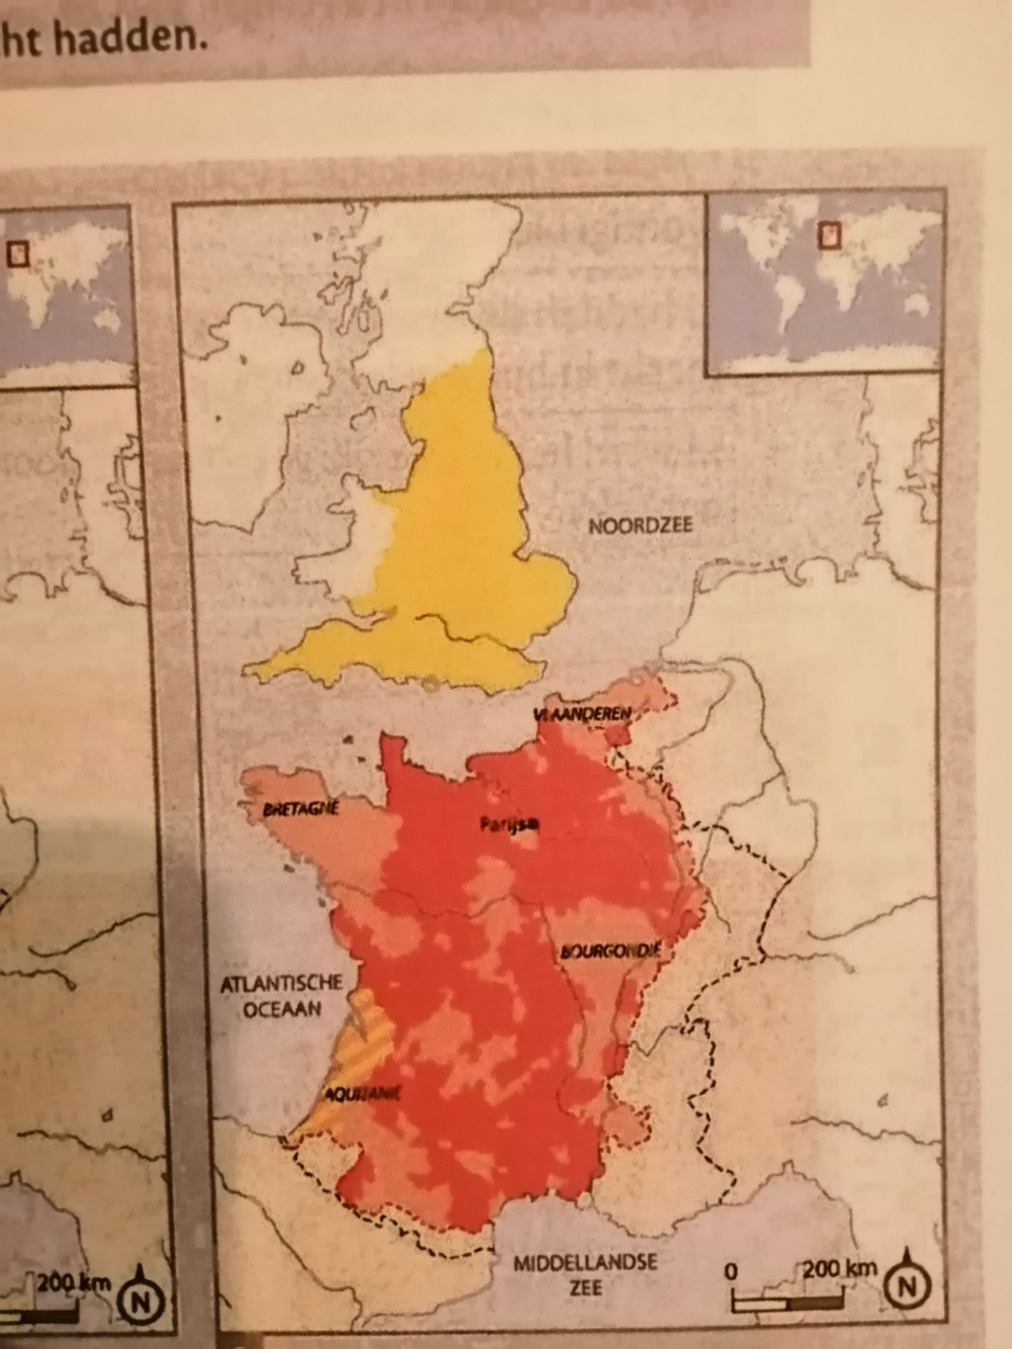 ht hadden.
NOORDZEE
VLAANDEREN
BRETAGNE
Parijs
BOURGONDIË
ATLANTISCHE
OCEAAN
AQUITANIË
MIDDELLANDSE
ZEE
200 km
N
0 200 km
N